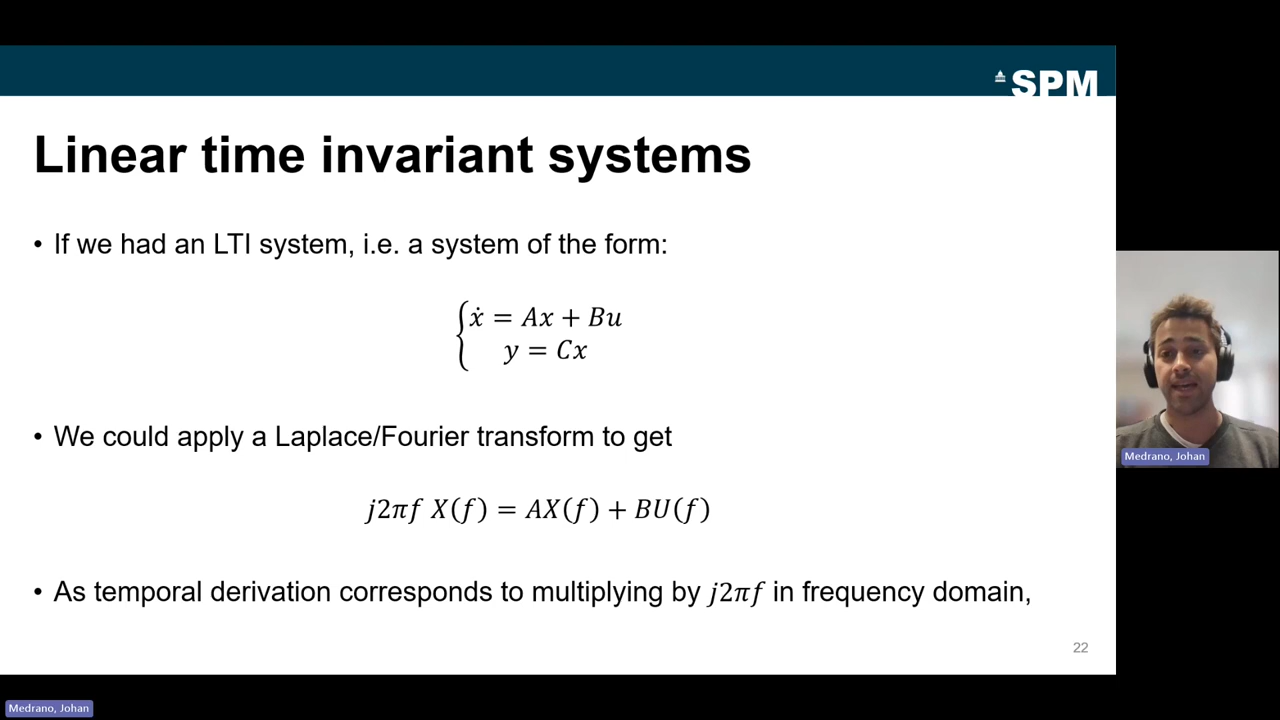 SPM
Linear time invariant systems
• If we had an LTI system, i.e. a system of the form:
ẋ = Ax + Bu
y = Cx
• We could apply a Laplace/Fourier transform to get
j2πf X(f) = AX(f) + BU(f)
• As temporal derivation corresponds to multiplying by j2πf in frequency domain,
22
Medrano, Johan
Medrano, Johan